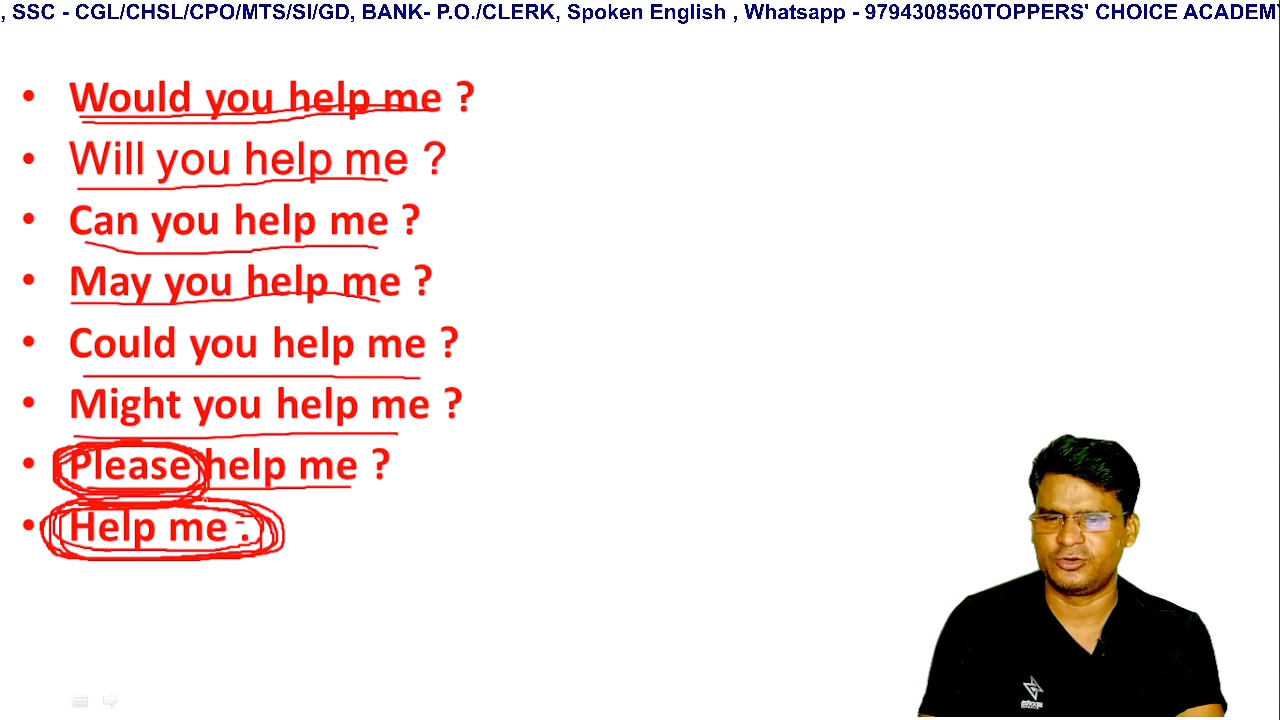 , SSC - CGL/CHSL/CPO/MTS/SI/GD, BANK- P.O./CLERK, Spoken English , Whatsapp - 9794308560TOPPERS' CHOICE ACADEMY
• Would you help me ?
• Will you help me ?
• Can you help me ?
• May you help me ?
• Could you help me ?
• Might you help me ?
• Please help me ?
• Help me .